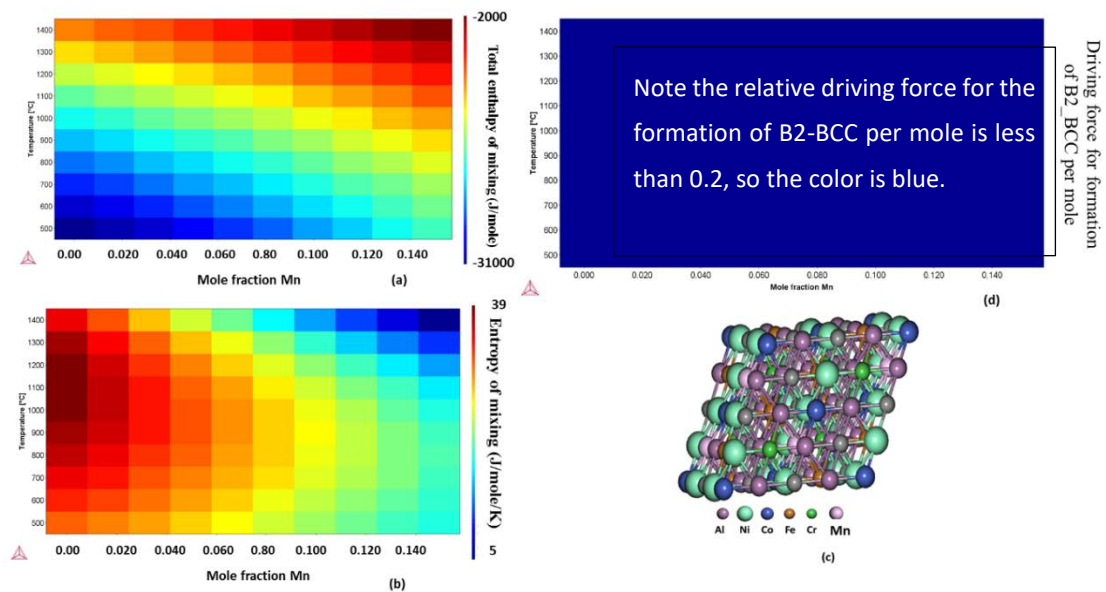 -2000
1400
1300
1200
1100
1000
900
800
700
600
500
Temperature [°C]
Total enthalpy of mixing (J/mole)
-31000
0.00 0.020 0.040 0.060 0.80 0.100 0.120 0.140
Mole fraction Mn
(a)
1400
1300
1200
1100
1000
900
800
700
600
500
Temperature [°C]
Note the relative driving force for the
formation of B2-BCC per mole is less
than 0.2, so the color is blue.
Driving force for formation
of B2_BCC per mole
0.000 0.020 0.040 0.060 0.080 0.100 0.120 0.140
Mole fraction Mn
(d)
39
1400
1300
1200
1100
1000
900
800
700
600
500
Temperature [°C]
Entropy of mixing (J/mole/K)
5
0.00 0.020 0.040 0.060 0.80 0.100 0.120 0.140
Mole fraction Mn
(b)
Al Ni Co Fe Cr Mn
(c)